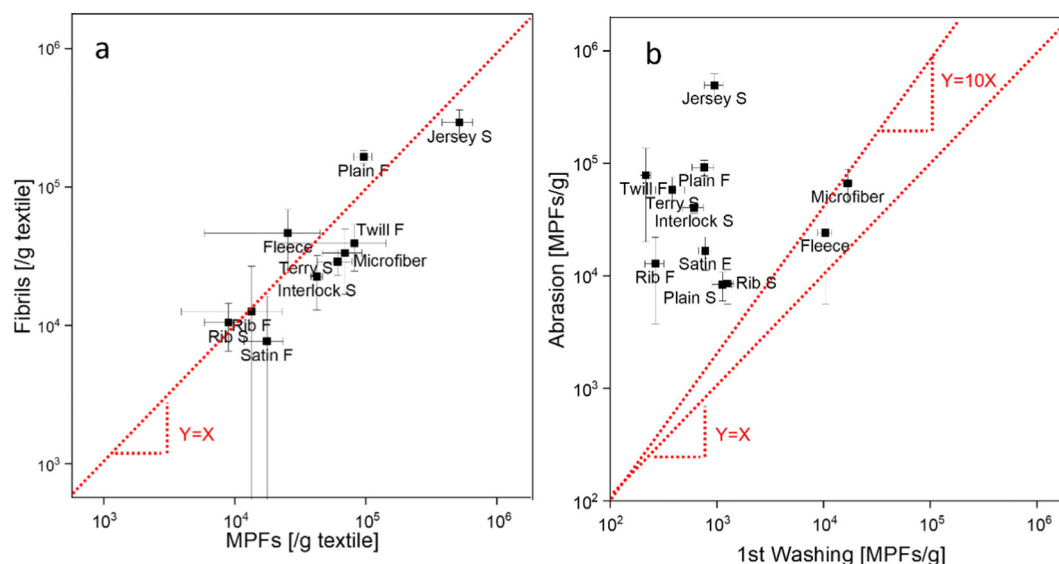 a
10⁶
Jersey S
Plain F
10⁵
Fibrils [/g textile]
Twill F
Fleece
Terry S
Microfiber
Interlock S
10⁴
Rib F
Rib S
Satin F
Y=X
10³
10³
10⁴
10⁵
10⁶
MPFs [/g textile]
b
10⁶
Y=10X
Jersey S
10⁵
Plain F
Twill F
Terry S
Microfiber
Interlock S
Abrasion [MPFs/g]
Fleece
Satin F
Rib F
10⁴
Plain S
Rib S
10³
Y=X
10²
10²
10³
10⁴
10⁵
10⁶
1st Washing [MPFs/g]